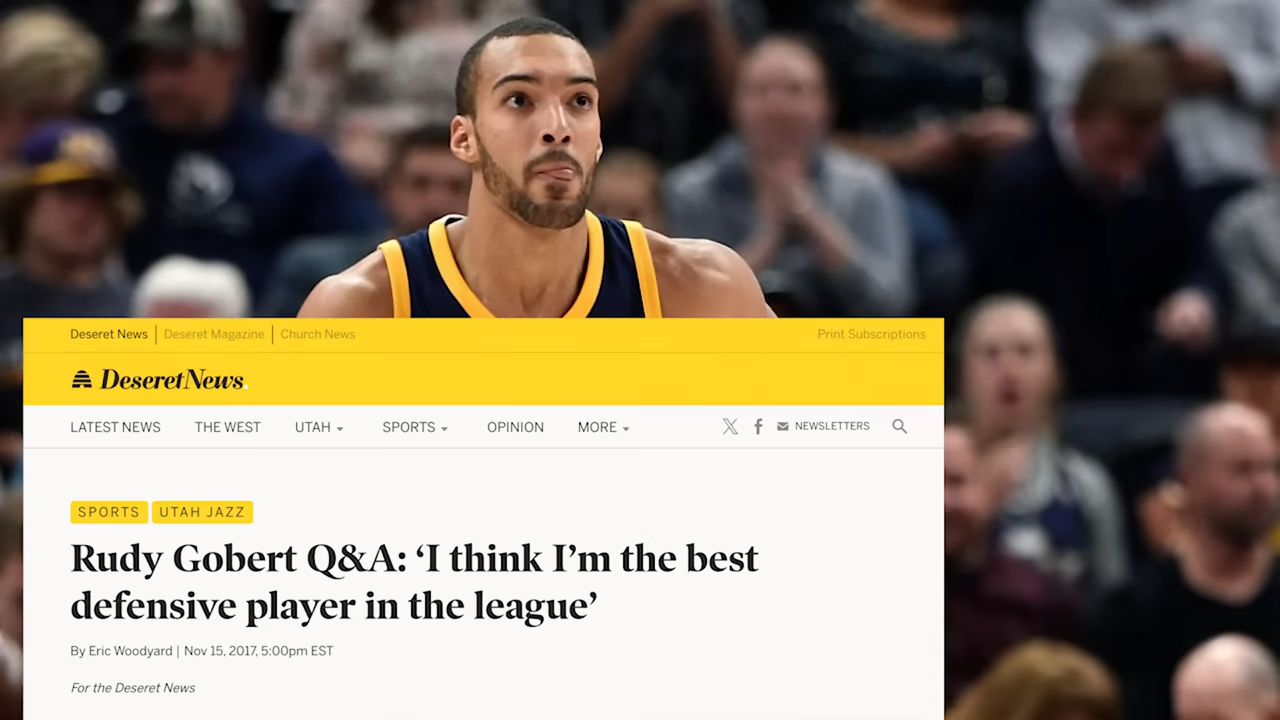 Deseret News | Deseret Magazine | Church News Print Subscriptions
Deseret News.
LATEST NEWS THE WEST UTAH SPORTS OPINION MORE NEWSLETTERS
SPORTS UTAH JAZZ
Rudy Gobert Q&A: ‘I think I’m the best
defensive player in the league’
By Eric Woodyard | Nov 15, 2017, 5:00pm EST
For the Deseret News